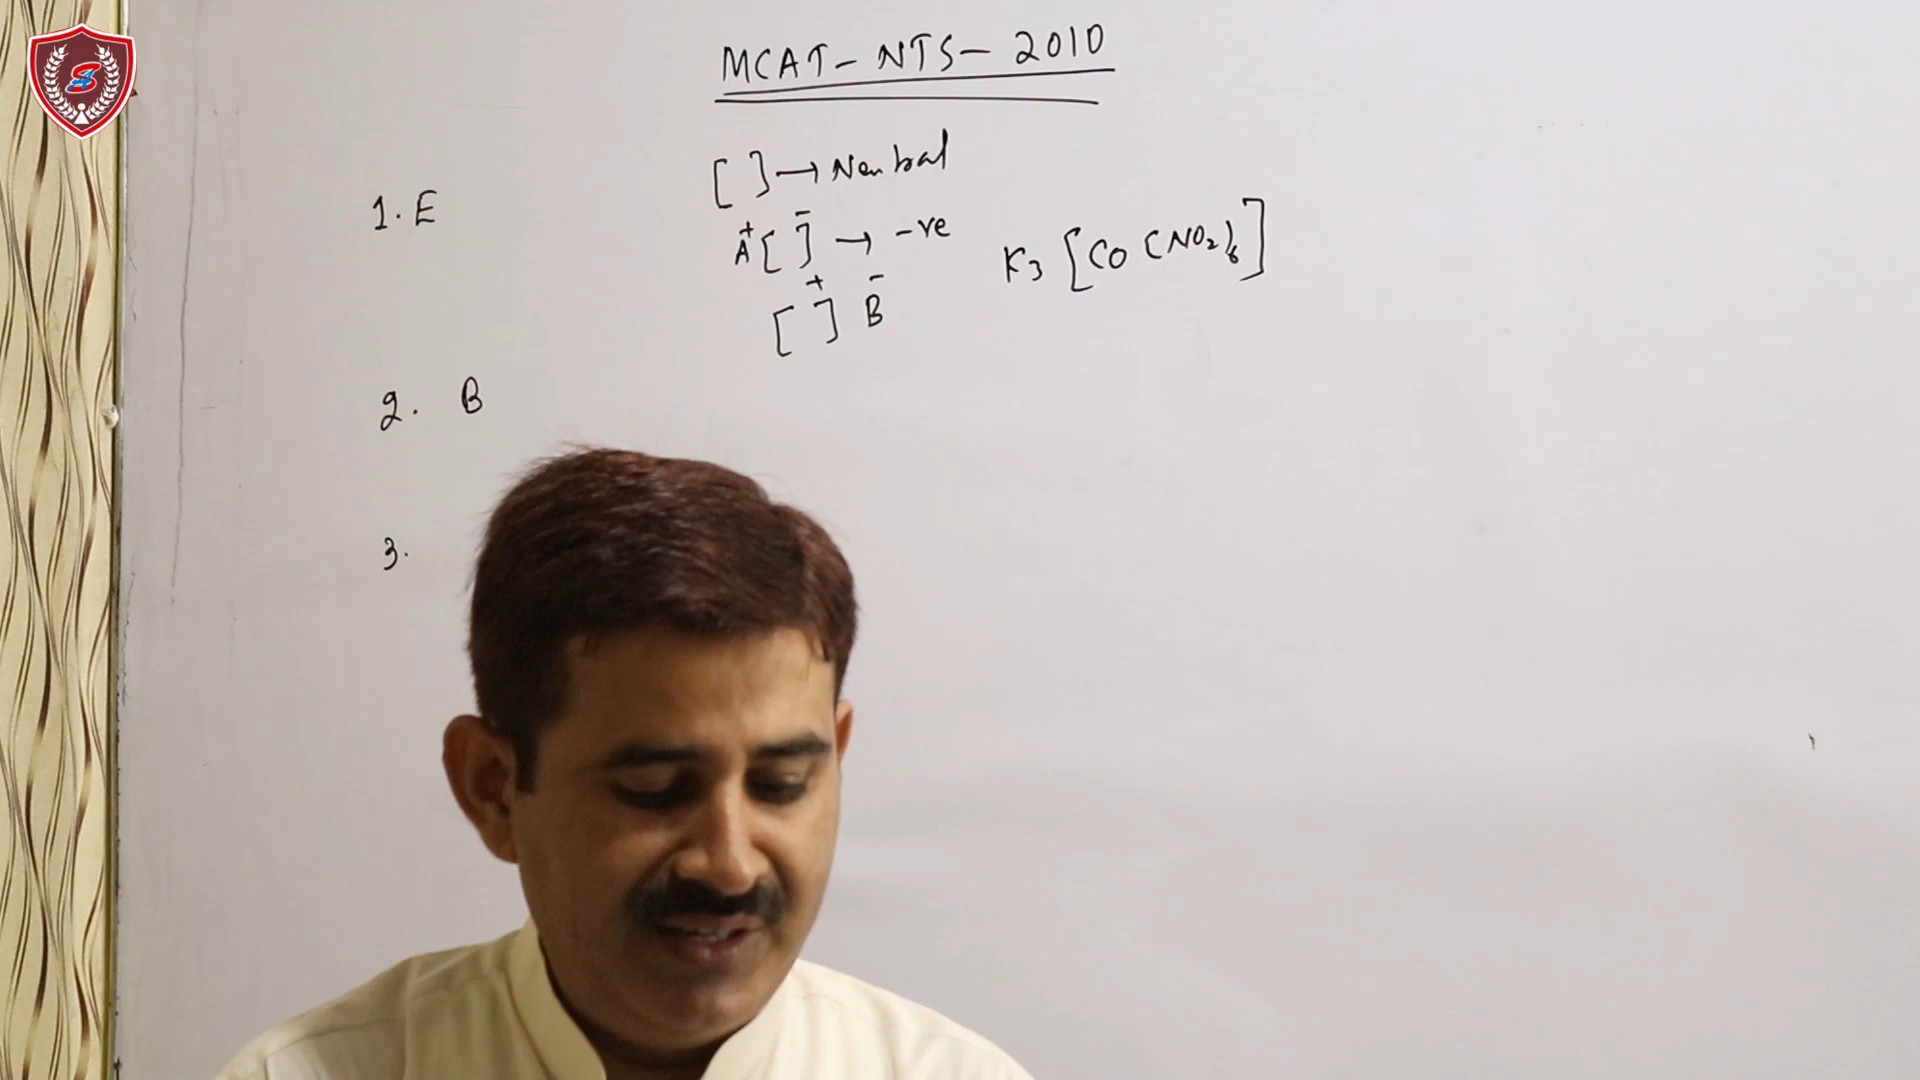 MCAT - NTS - 2010
[ ] → Neutral
1. E
A⁺[ ]⁻ → -ve
K₃[Co(NO₂)₆]
[ ]⁺ B⁻
2. B
3.